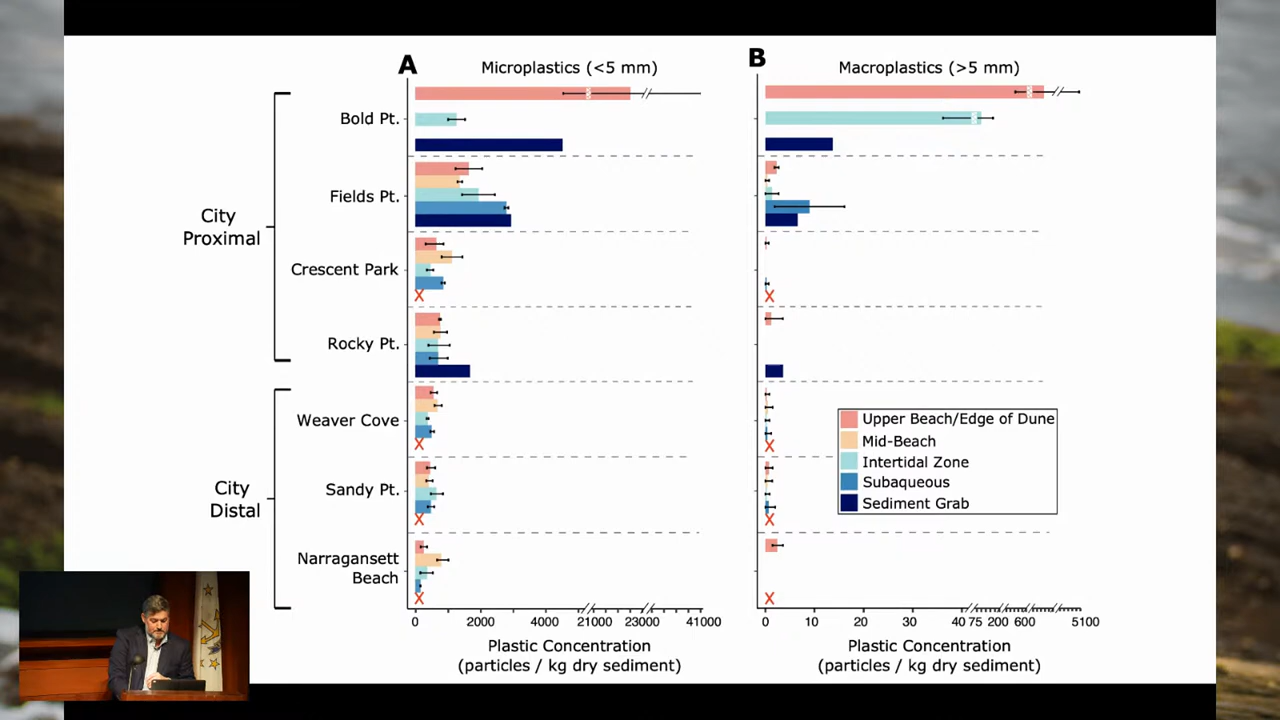 A
Microplastics (<5 mm)
B
Macroplastics (>5 mm)
City
Proximal
City
Distal
Bold Pt.
Fields Pt.
Crescent Park
Rocky Pt.
Weaver Cove
Sandy Pt.
Narragansett
Beach
X
X
X
X
X
X
X
X
Upper Beach/Edge of Dune
Mid-Beach
Intertidal Zone
Subaqueous
Sediment Grab
0 2000 4000 21000 23000 41000
Plastic Concentration
(particles / kg dry sediment)
0 10 20 30 40 75 200 600 5100
Plastic Concentration
(particles / kg dry sediment)